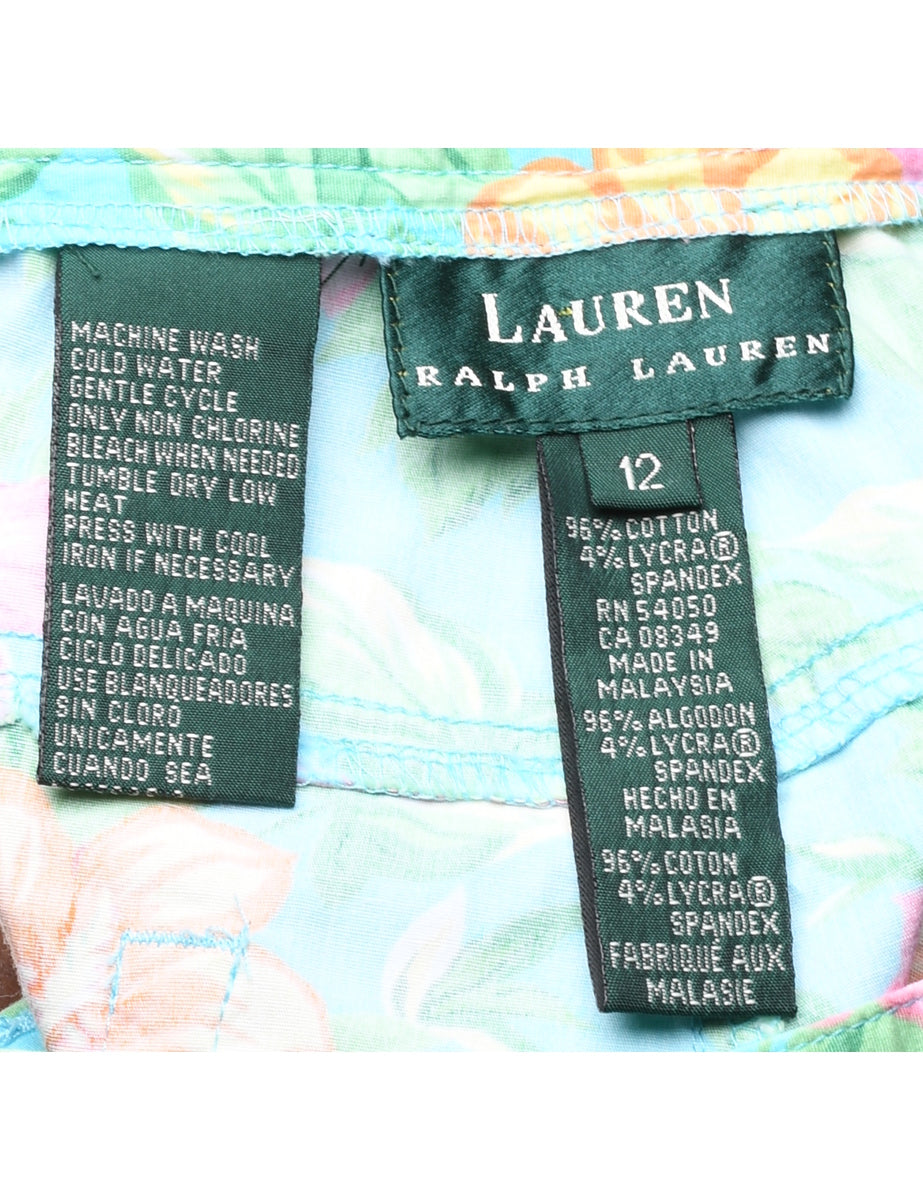 MACHINE WASH
COLD WATER
GENTLE CYCLE
ONLY NON CHLORINE
BLEACH WHEN NEEDED
TUMBLE DRY LOW
HEAT
PRESS WITH COOL
IRON IF NECESSARY
LAVADO A MAQUINA
CON AGUA FRIA
CICLO DELICADO
USE BLANQUEADORES
SIN CLORO
UNICAMENTE
CUANDO SEA
LAUREN
RALPH LAUREN
12
96% COTTON
4% LYCRA®
SPANDEX
RN 54050
CA 08349
MADE IN
MALAYSIA
96% ALGODON
4% LYCRA®
SPANDEX
HECHO EN
MALASIA
96% COTON
4% LYCRA®
SPANDEX
FABRIQUÉ AUX
MALASIE